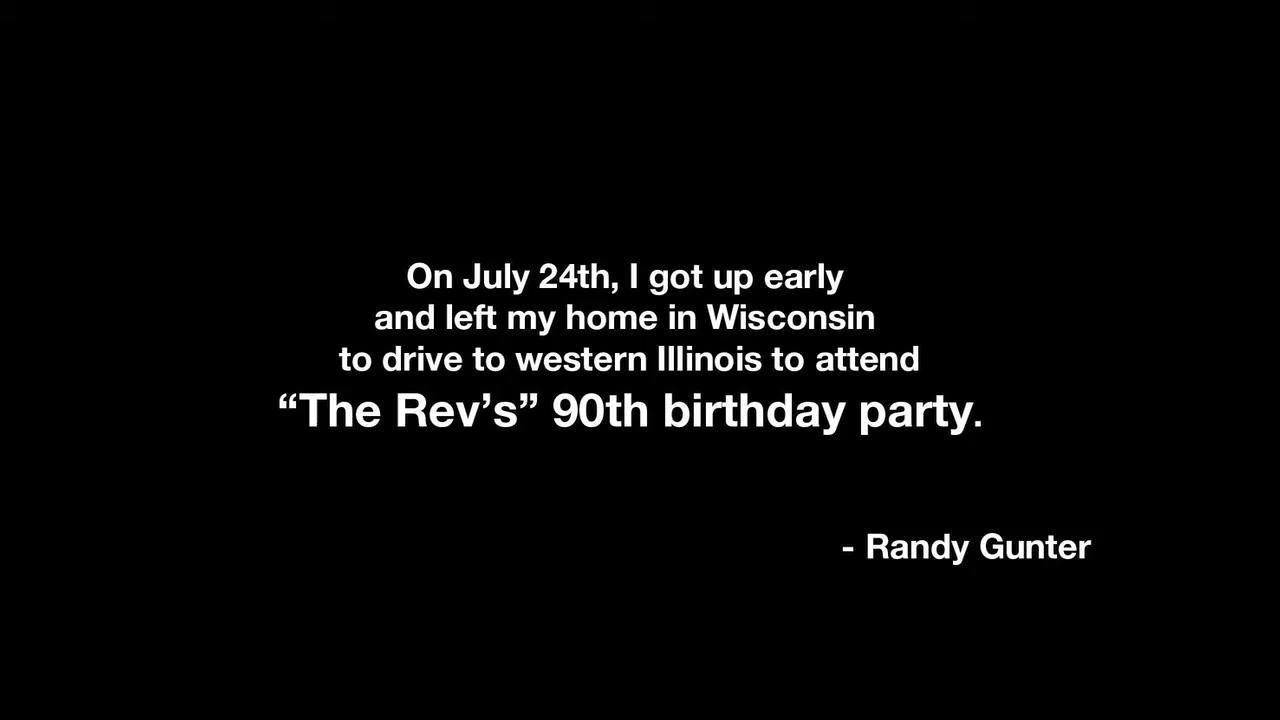 On July 24th, I got up early
and left my home in Wisconsin
to drive to western Illinois to attend
“The Rev’s” 90th birthday party.
- Randy Gunter